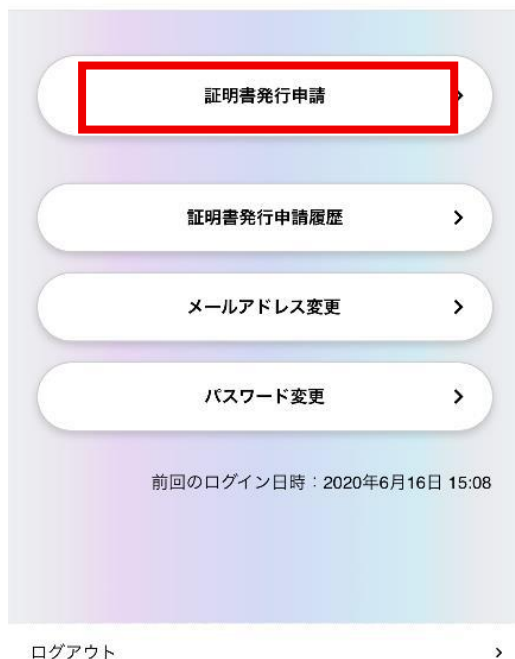 証明書発行申請
証明書発行申請履歴
メールアドレス変更
パスワード変更
前回のログイン日時：2020年6月16日 15:08
ログアウト